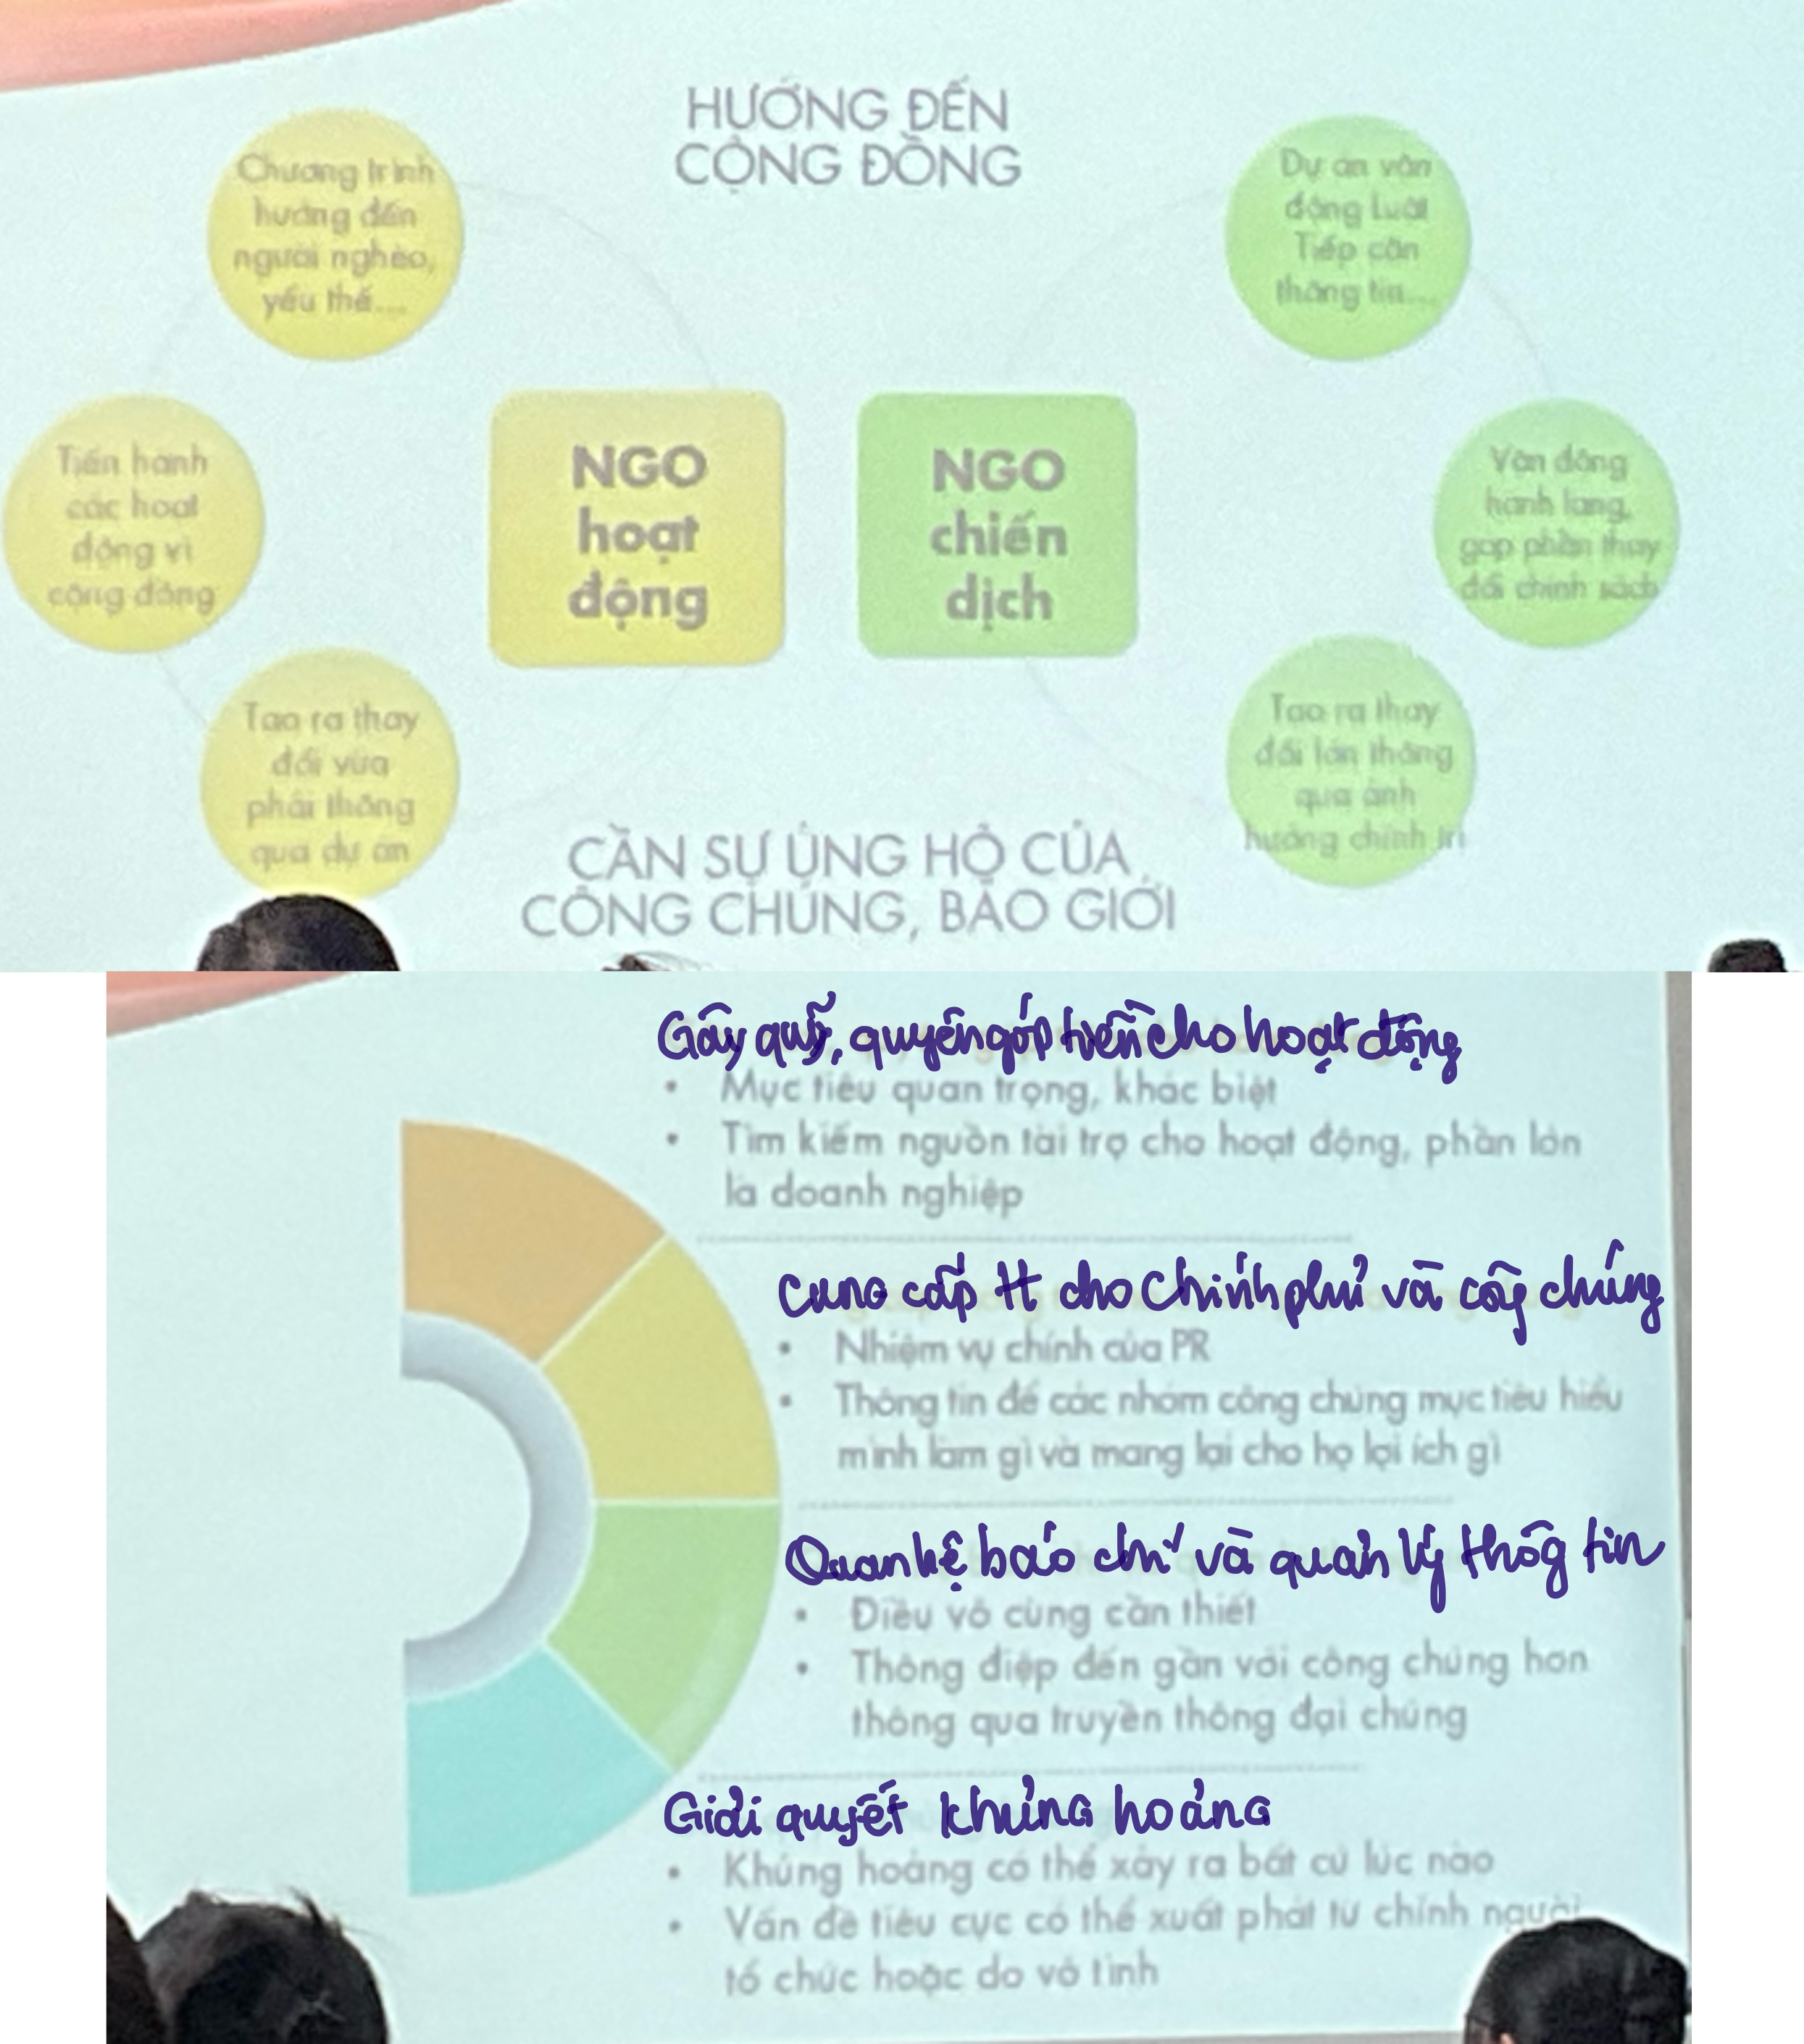 HƯỚNG ĐẾN
CỘNG ĐỒNG
Chương trình
hướng đến
người nghèo,
yếu thế...
Tiến hành
các hoạt
động vì
cộng đồng
Tạo ra thay
đổi vừa
phải thông
qua dự án
NGO
hoạt
động
NGO
chiến
dịch
Dự án vận
động Luật
Tiếp cận
thông tin...
Vận động
hành lang,
góp phần thay
đổi chính sách
Tạo ra thay
đổi lớn thông
qua ảnh
hưởng chính trị
CẦN SỰ ỦNG HỘ CỦA
CÔNG CHÚNG, BÁO GIỚI
Gây quỹ, quyên góp tiền cho hoạt động
• Mục tiêu quan trọng, khác biệt
• Tìm kiếm nguồn tài trợ cho hoạt động, phần lớn
là doanh nghiệp
Cung cấp tt cho chính phủ và côg chúng
• Nhiệm vụ chính của PR
• Thông tin để các nhóm công chúng mục tiêu hiểu
mình làm gì và mang lại cho họ lợi ích gì
Quan hệ báo chí và quản lý thôg tin
• Điều vô cùng cần thiết
• Thông điệp đến gần với công chúng hơn
thông qua truyền thông đại chúng
Giải quyết khủng hoảng
• Khủng hoảng có thể xảy ra bất cứ lúc nào
• Vấn đề tiêu cực có thể xuất phát từ chính người
tổ chức hoặc do vô tình